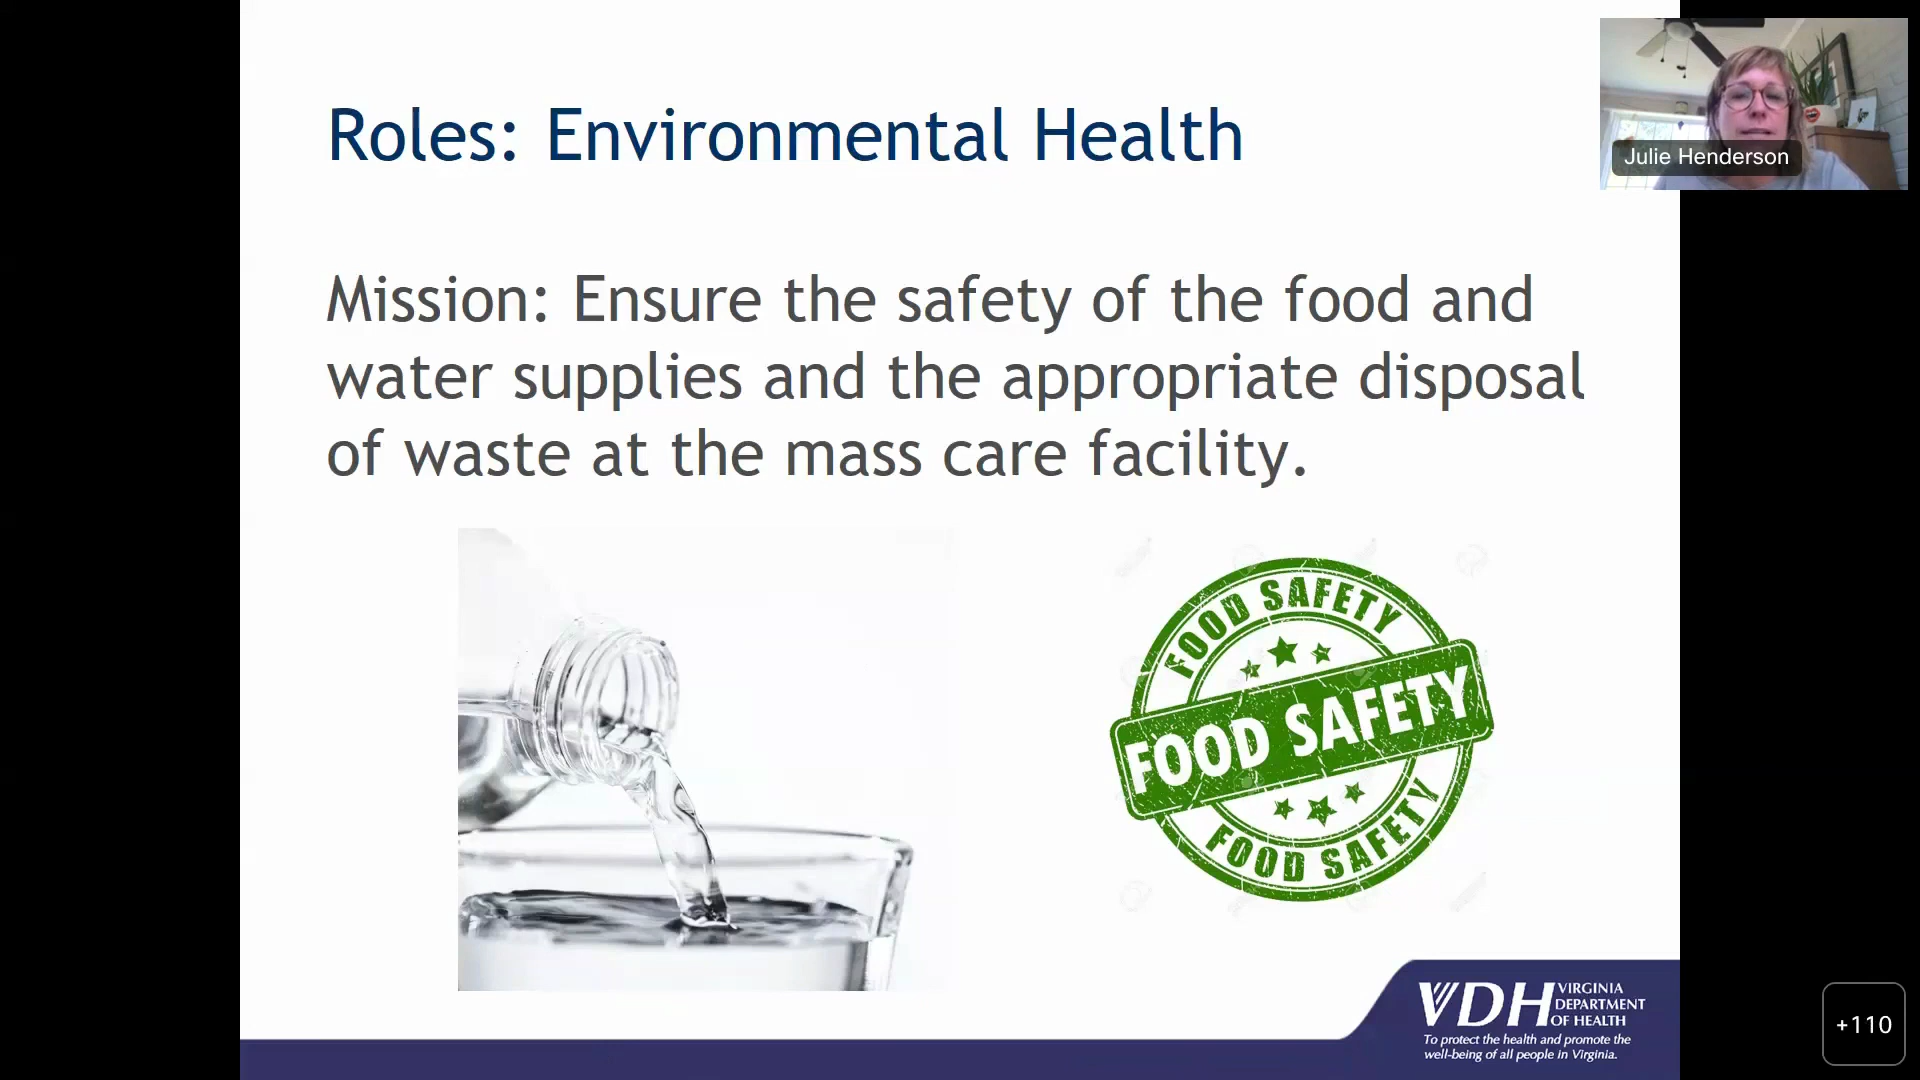 Roles: Environmental Health
Julie Henderson
Mission: Ensure the safety of the food and
water supplies and the appropriate disposal
of waste at the mass care facility.
FOOD SAFETY
FOOD SAFETY
FOOD SAFETY
VDH VIRGINIA
DEPARTMENT
OF HEALTH
To protect the health and promote the
well-being of all people in Virginia.
+110